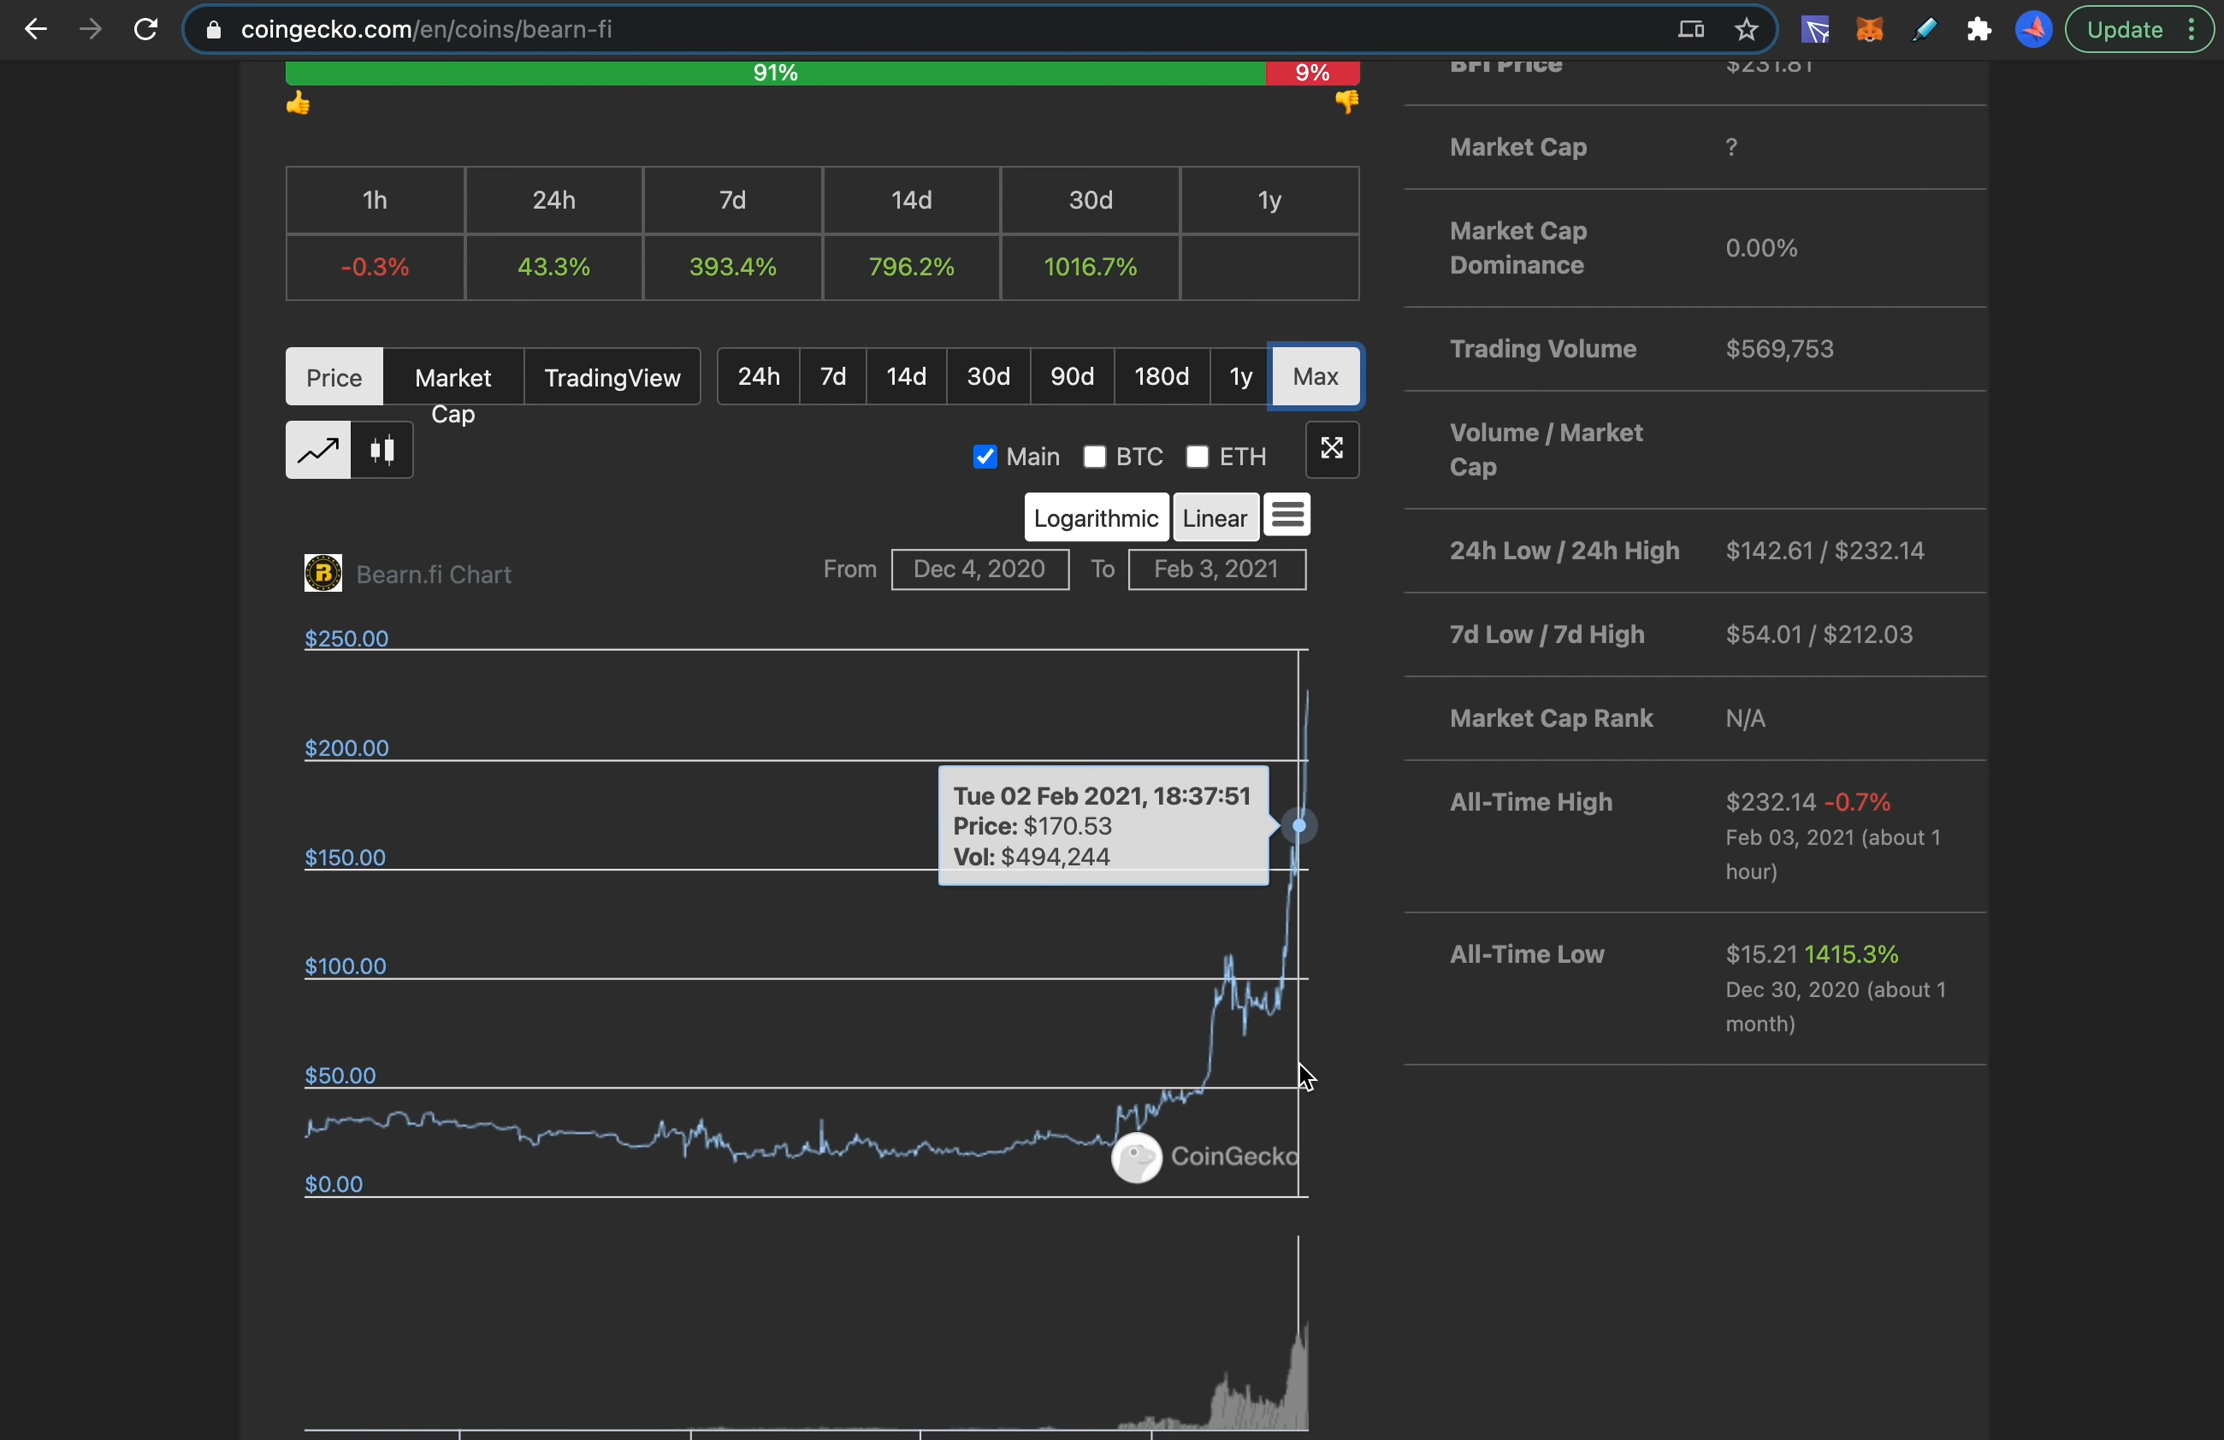 coingecko.com/en/coins/bearn-fi
Update
91%
9%
1h 24h 7d 14d 30d 1y
-0.3% 43.3% 393.4% 796.2% 1016.7%
Price
Market
Cap
TradingView
24h 7d 14d 30d 90d 180d 1y Max
Main BTC ETH
Logarithmic Linear
Bearn.fi Chart
From Dec 4, 2020 To Feb 3, 2021
$250.00
$200.00
Tue 02 Feb 2021, 18:37:51
Price: $170.53
Vol: $494,244
$150.00
$100.00
$50.00
$0.00
CoinGecko
BFI Price $231.81
Market Cap ?
Market Cap
Dominance
0.00%
Trading Volume $569,753
Volume / Market
Cap
24h Low / 24h High $142.61 / $232.14
7d Low / 7d High $54.01 / $212.03
Market Cap Rank N/A
All-Time High $232.14 -0.7%
Feb 03, 2021 (about 1
hour)
All-Time Low $15.21 1415.3%
Dec 30, 2020 (about 1
month)